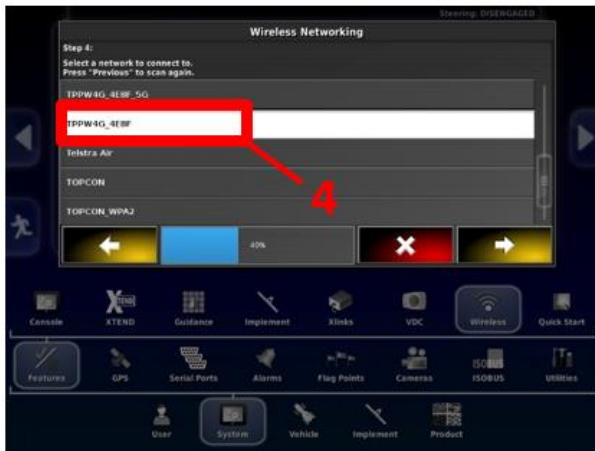 Steering: DISENGAGED
Wireless Networking
Step 4:
Select a network to connect to.
Press "Previous" to scan again.
TPPW4G_4E8F_5G
TPPW4G_4E8F
Telstra Air
TOPCON
TOPCON_WPA2
4
40%
Console
XTEND
XTEND
Guidance
Implement
Xlinks
VDC
Wireless
Quick Start
Features
GPS
Serial Ports
Alarms
Flag Points
Cameras
ISOBUS
ISOBUS
Utilities
User
System
Vehicle
Implement
Product